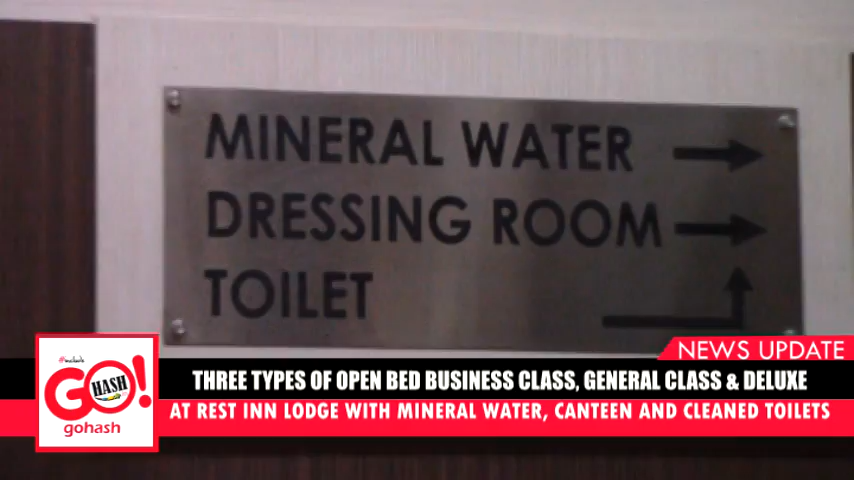 MINERAL WATER
DRESSING ROOM
TOILET
NEWS UPDATE
THREE TYPES OF OPEN BED BUSINESS CLASS, GENERAL CLASS & DELUXE
AT REST INN LODGE WITH MINERAL WATER, CANTEEN AND CLEANED TOILETS
GO!
HASH
gohash